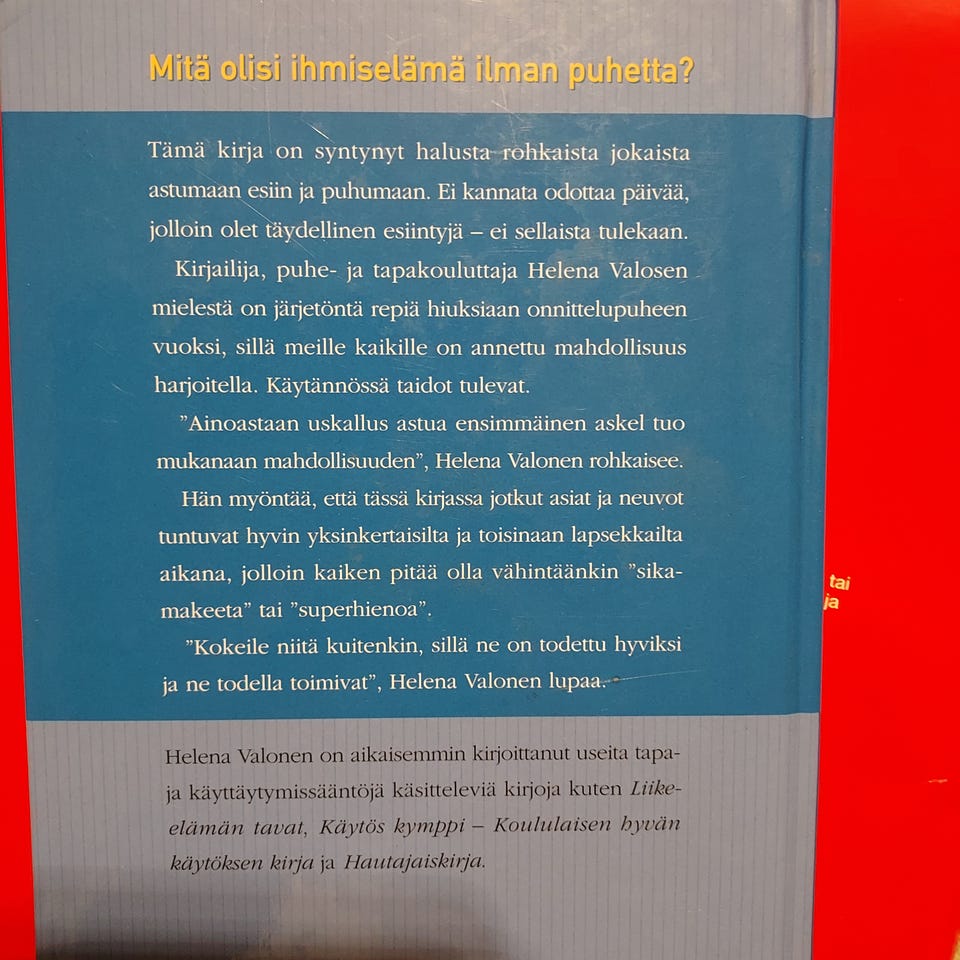 Mitä olisi ihmiselämä ilman puhetta?
Tämä kirja on syntynyt halusta rohkaista jokaista
astumaan esiin ja puhumaan. Ei kannata odottaa päivää,
jolloin olet täydellinen esiintyjä – ei sellaista tulekaan.
Kirjailija, puhe- ja tapakouluttaja Helena Valosen
mielestä on järjetöntä repiä hiuksiaan onnittelupuheen
vuoksi, sillä meille kaikille on annettu mahdollisuus
harjoitella. Käytännössä taidot tulevat.
”Ainoastaan uskallus astua ensimmäinen askel tuo
mukanaan mahdollisuuden”, Helena Valonen rohkaisee.
Hän myöntää, että tässä kirjassa jotkut asiat ja neuvot
tuntuvat hyvin yksinkertaisilta ja toisinaan lapsekkailta
aikana, jolloin kaiken pitää olla vähintäänkin ”sika-
makeeta” tai ”superhienoa”.
”Kokeile niitä kuitenkin, sillä ne on todettu hyviksi
ja ne todella toimivat”, Helena Valonen lupaa.
Helena Valonen on aikaisemmin kirjoittanut useita tapa-
ja käyttäytymissääntöjä käsitteleviä kirjoja kuten Liike-
elämän tavat, Käytös kymppi – Koululaisen hyvän
käytöksen kirja ja Hautajaiskirja.
tai
ja